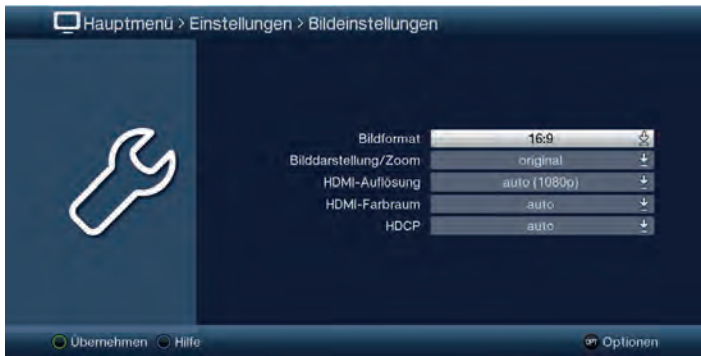 Hauptmenü > Einstellungen > Bildeinstellungen
Bildformat 16:9
Bilddarstellung/Zoom original
HDMI-Auflösung auto (1080p)
HDMI-Farbraum auto
HDCP auto
Übernehmen Hilfe OPT Optionen